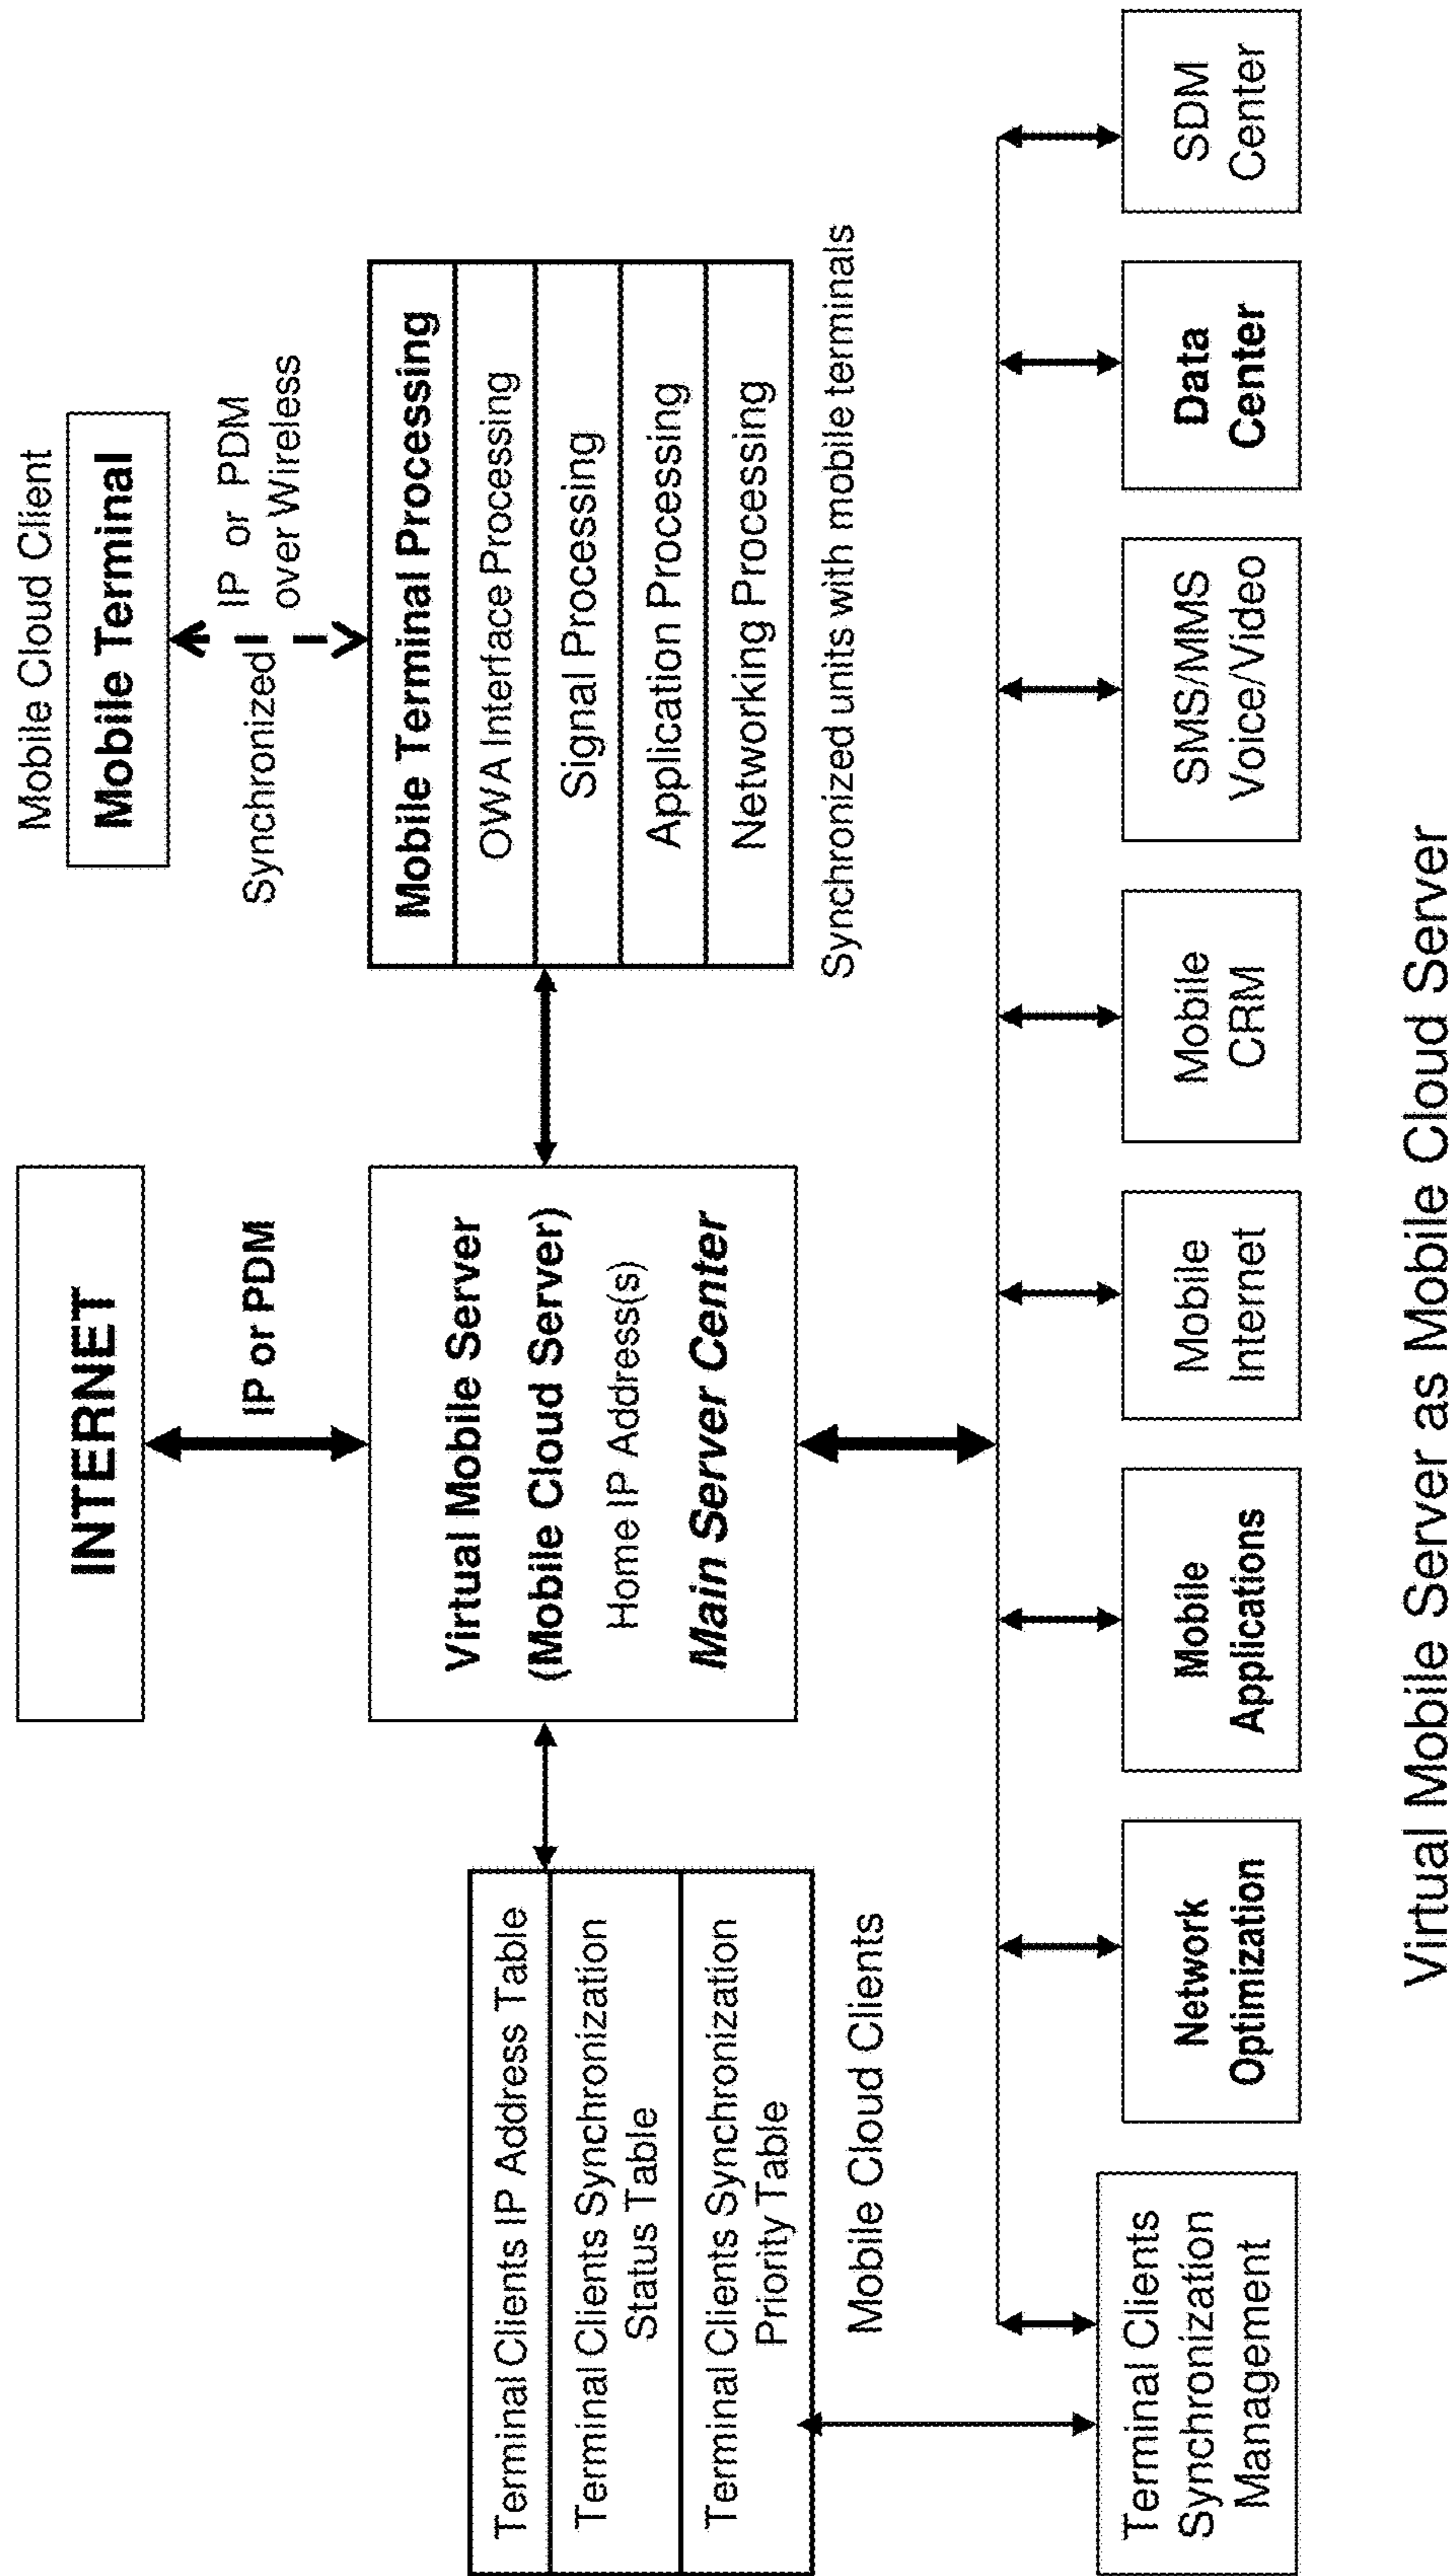 INTERNET
Mobile Cloud Client
Mobile Terminal
IP or PDM
Synchronized
IP or PDM
over Wireless
Terminal Clients IP Address Table
Terminal Clients Synchronization
Status Table
Terminal Clients Synchronization
Priority Table
Mobile Cloud Clients
Virtual Mobile Server
(Mobile Cloud Server)
Home IP Address(s)
Main Server Center
Mobile Terminal Processing
OWA Interface Processing
Signal Processing
Application Processing
Networking Processing
Synchronized units with mobile terminals
Terminal Clients
Synchronization
Management
Network
Optimization
Mobile
Applications
Mobile
Internet
Mobile
CRM
SMS/MMS
Voice/Video
Data
Center
SDM
Center
Virtual Mobile Server as Mobile Cloud Server